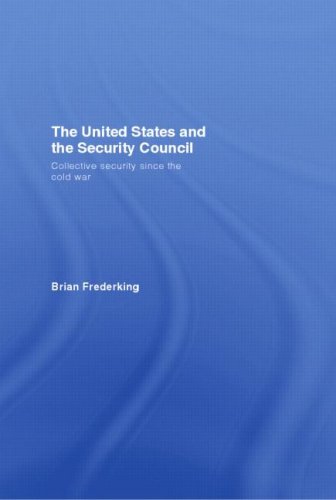 The United States and
the Security Council
Collective security since the
cold war
Brian Frederking